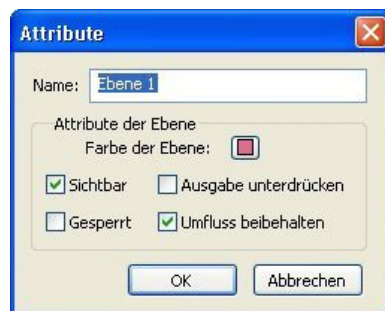 Attribute
Name: Ebene 1
Attribute der Ebene
Farbe der Ebene:
Sichtbar Ausgabe unterdrücken
Gesperrt Umfluss beibehalten
OK Abbrechen